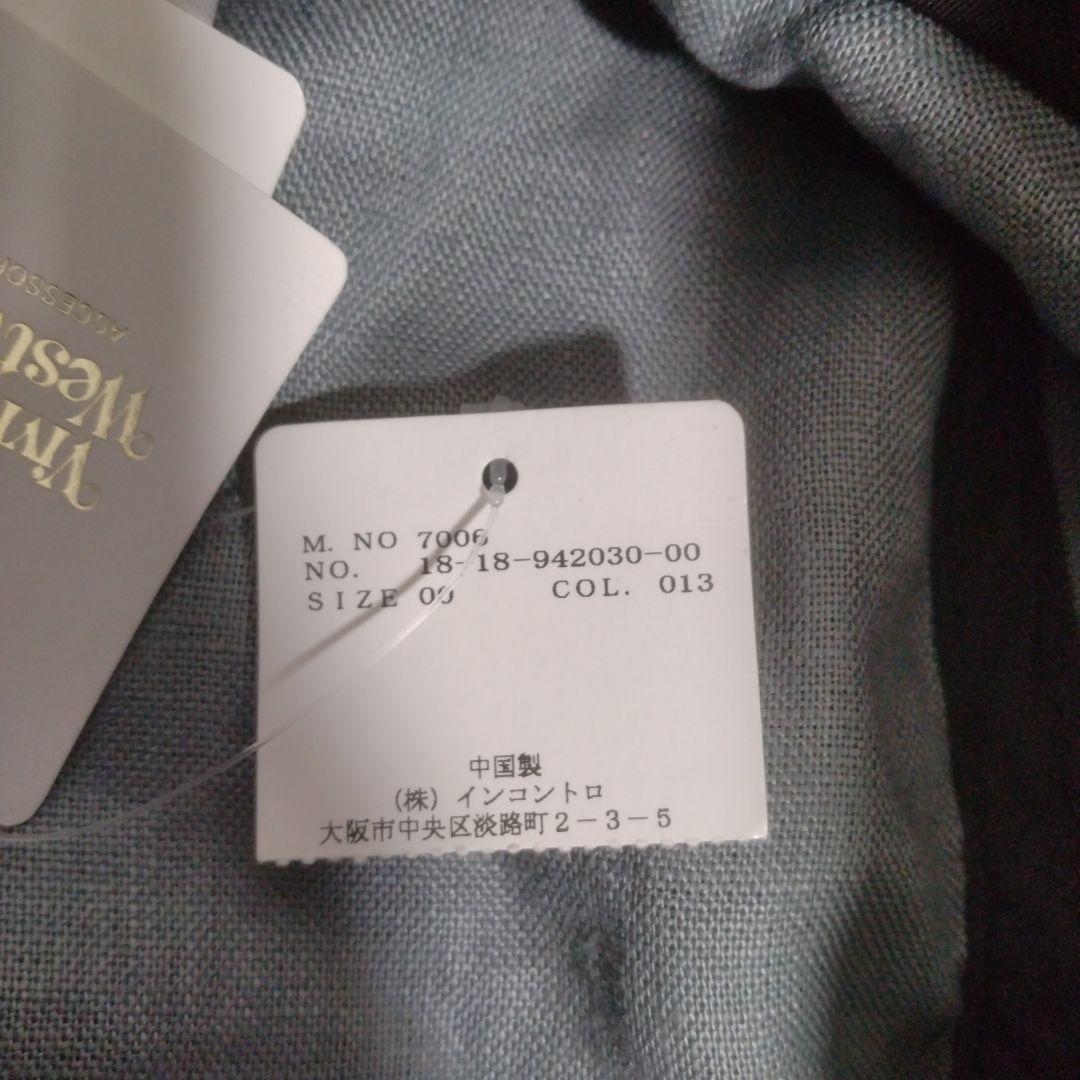 ACCESSOR
West
Vivi
M. NO 7006
NO. 18-18-942030-00
SIZE 00 COL. 013
中国製
(株) インコントロ
大阪市中央区淡路町2-3-5